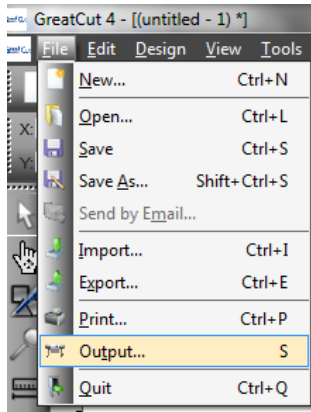 GreatCut 4 - [(untitled - 1) *]
File Edit Design View Tools
New... Ctrl+N
X: Open... Ctrl+L
Save Ctrl+S
Y: Save As... Shift+Ctrl+S
Send by Email...
Import... Ctrl+I
Export... Ctrl+E
Print... Ctrl+P
Output... S
Quit Ctrl+Q